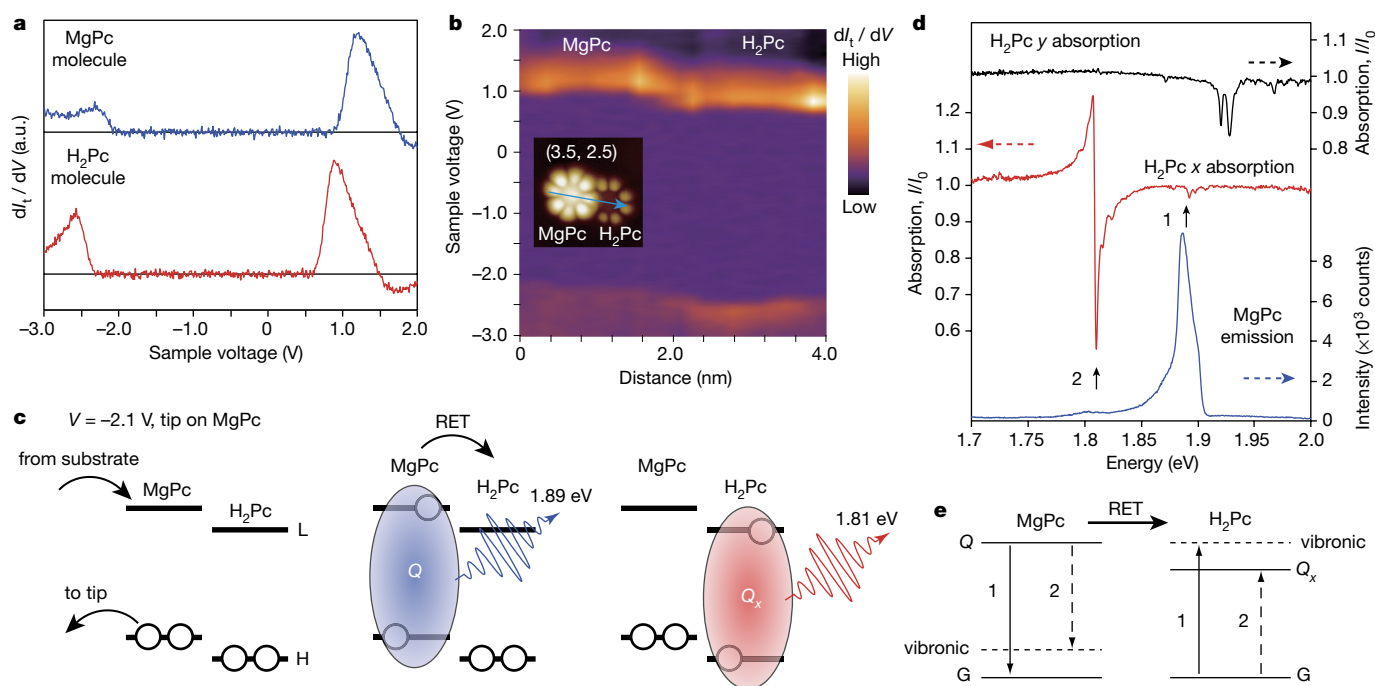 a
MgPc
molecule
H2Pc
molecule
dIt / dV (a.u.)
−3.0 −2.0 −1.0 0 1.0 2.0
Sample voltage (V)
b
2.0
1.0
0
−1.0
−2.0
−3.0
Sample voltage (V)
MgPc H2Pc
(3.5, 2.5)
MgPc H2Pc
0 2.0 4.0
Distance (nm)
dIt / dV
High
Low
c
V = −2.1 V, tip on MgPc
from substrate
MgPc
H2Pc
L
to tip
H
RET
MgPc
H2Pc
1.89 eV
Q
MgPc
H2Pc
1.81 eV
Qx
d
H2Pc y absorption
1.1
1.0
0.9
0.8
Absorption, I/I0
1.2
1.1
1.0
0.9
0.8
0.7
0.6
Absorption, I/I0
H2Pc x absorption
1
2
MgPc
emission
8
6
4
2
0
Intensity (×10³ counts)
1.7 1.75 1.8 1.85 1.9 1.95 2.0
Energy (eV)
e
MgPc RET H2Pc
Q vibronic
Qx
1 2 1 2
vibronic
G G